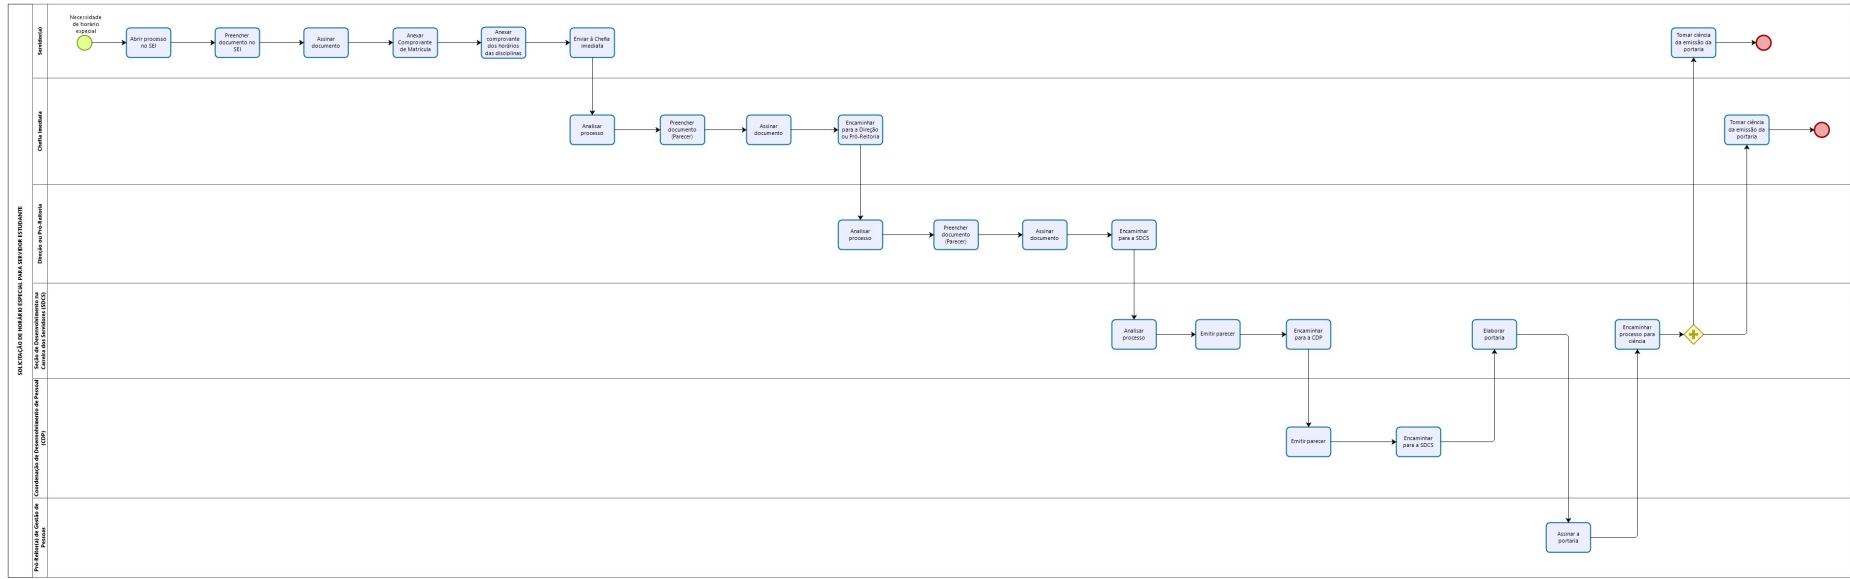 SOLICITAÇÃO DE HORÁRIO ESPECIAL PARA SERVIDOR ESTUDANTE
Servidor(a)
Necessidade
de horário
especial
Abrir processo
no SEI
Preencher
documento no
SEI
Assinar
documento
Anexar
Comprovante
de Matrícula
Anexar
comprovante
dos horários
das disciplinas
Enviar à Chefia
imediata
Tomar ciência
da emissão da
portaria
Chefia Imediata
Analisar
processo
Preencher
documento
(Parecer)
Assinar
documento
Encaminhar
para a Direção
ou Pró-Reitoria
Tomar ciência
da emissão da
portaria
Direção ou Pró-Reitoria
Analisar
processo
Preencher
documento
(Parecer)
Assinar
documento
Encaminhar
para a SDCS
Seção de Desenvolvimento na
Carreira dos Servidores (SDCS)
Analisar
processo
Emitir parecer
Encaminhar
para a CDP
Elaborar
portaria
Encaminhar
processo para
ciência
Coordenação de Desenvolvimento de Pessoal
(CDP)
Emitir parecer
Encaminhar
para a SDCS
Pró-Reitor(a) de Gestão de
Pessoas
Assinar a
portaria